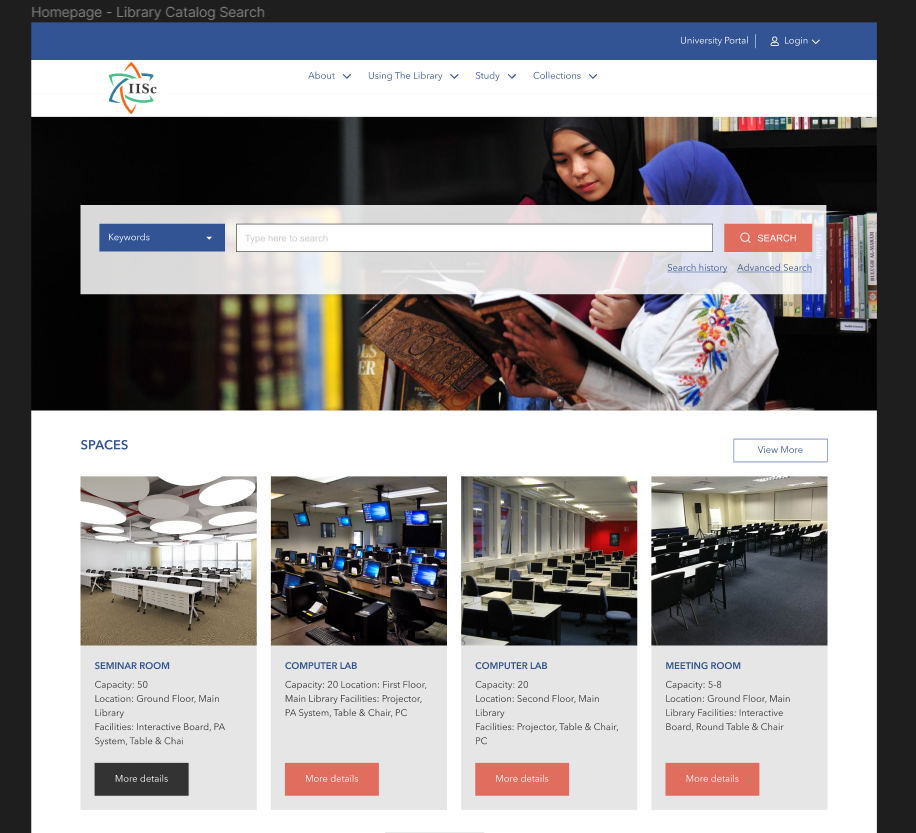 Homepage - Library Catalog Search
University Portal
Login
IISc
About
Using The Library
Study
Collections
Keywords
Type here to search
SEARCH
Search history
Advanced Search
SPACES
View More
SEMINAR ROOM
Capacity: 50
Location: Ground Floor, Main
Library
Facilities: Interactive Board, PA
System, Table & Chai
More details
COMPUTER LAB
Capacity: 20 Location: First Floor,
Main Library Facilities: Projector,
PA System, Table & Chair, PC
More details
COMPUTER LAB
Capacity: 20
Location: Second Floor, Main
Library
Facilities: Projector, Table & Chair,
PC
More details
MEETING ROOM
Capacity: 5-8
Location: Ground Floor, Main
Library Facilities: Interactive
Board, Round Table & Chair
More details